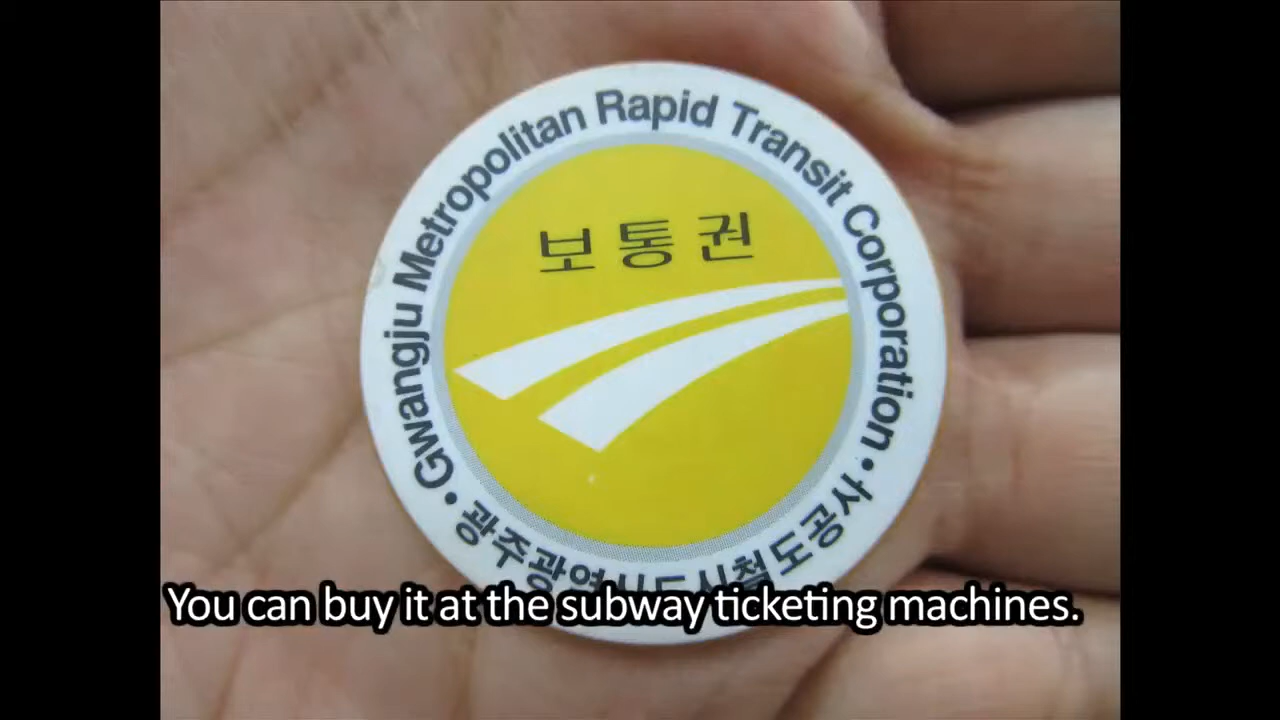 Gwangju Metropolitan Rapid Transit Corporation
보통권
· 광주광역시도시철도공사 ·
You can buy it at the subway ticketing machines.